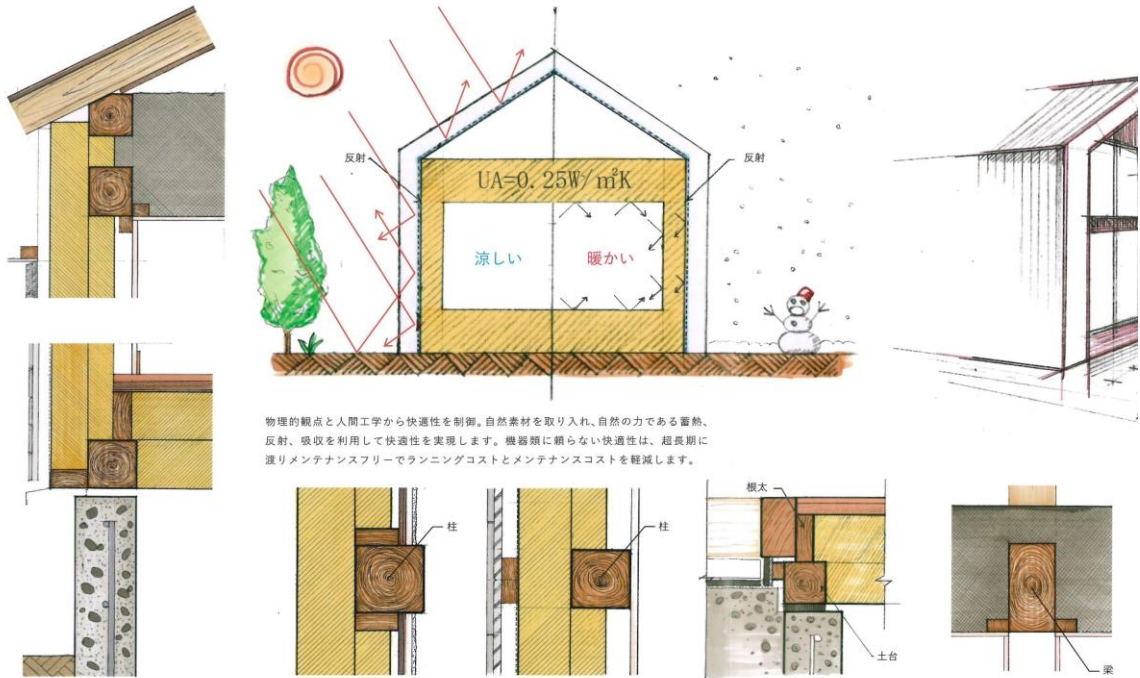 反射
反射
UA=0.25W/㎡K
涼しい
暖かい
物理的観点と人間工学から快適性を制御。自然素材を取り入れ、自然の力である蓄熱、
反射、吸収を利用して快適性を実現します。機器類に頼らない快適性は、超長期に
渡りメンテナンスフリーでランニングコストとメンテナンスコストを軽減します。
柱
柱
根太
土台
梁